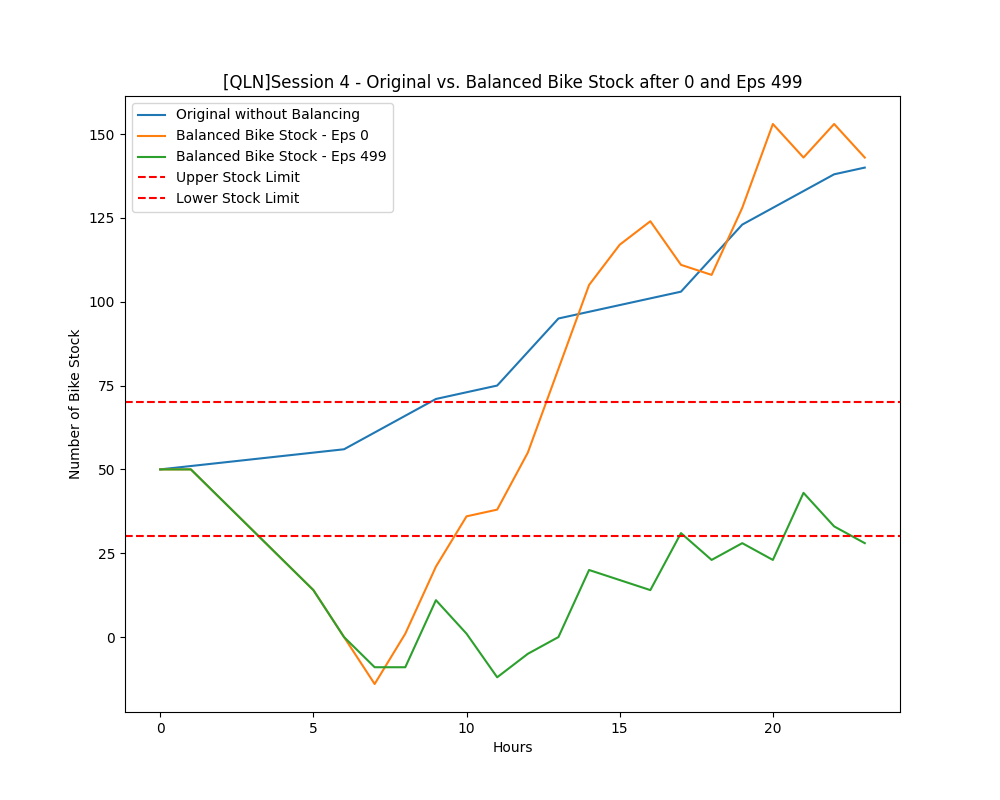 [QLN]Session 4 - Original vs. Balanced Bike Stock after 0 and Eps 499
Original without Balancing
Balanced Bike Stock - Eps 0
Balanced Bike Stock - Eps 499
Upper Stock Limit
Lower Stock Limit
150
125
100
75
50
25
0
Number of Bike Stock
0 5 10 15 20
Hours